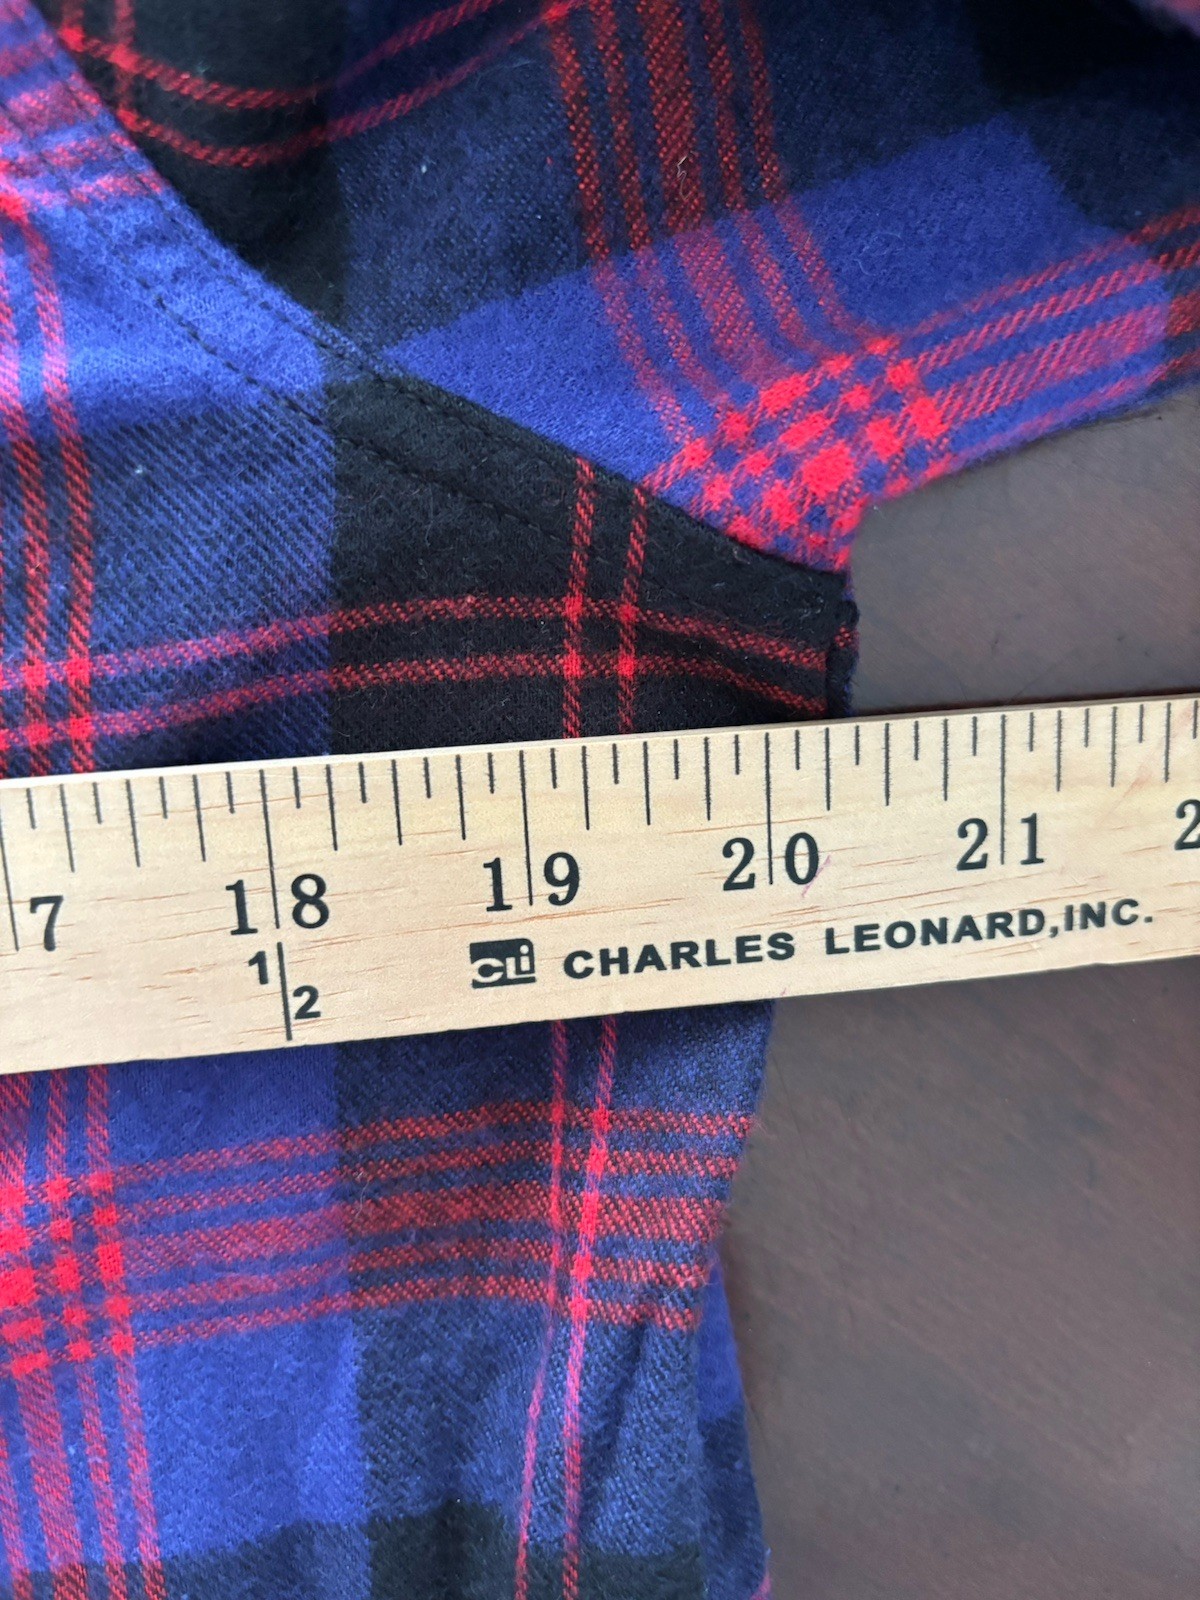 7 18 19 20 21 2
1/2
cli CHARLES LEONARD, INC.